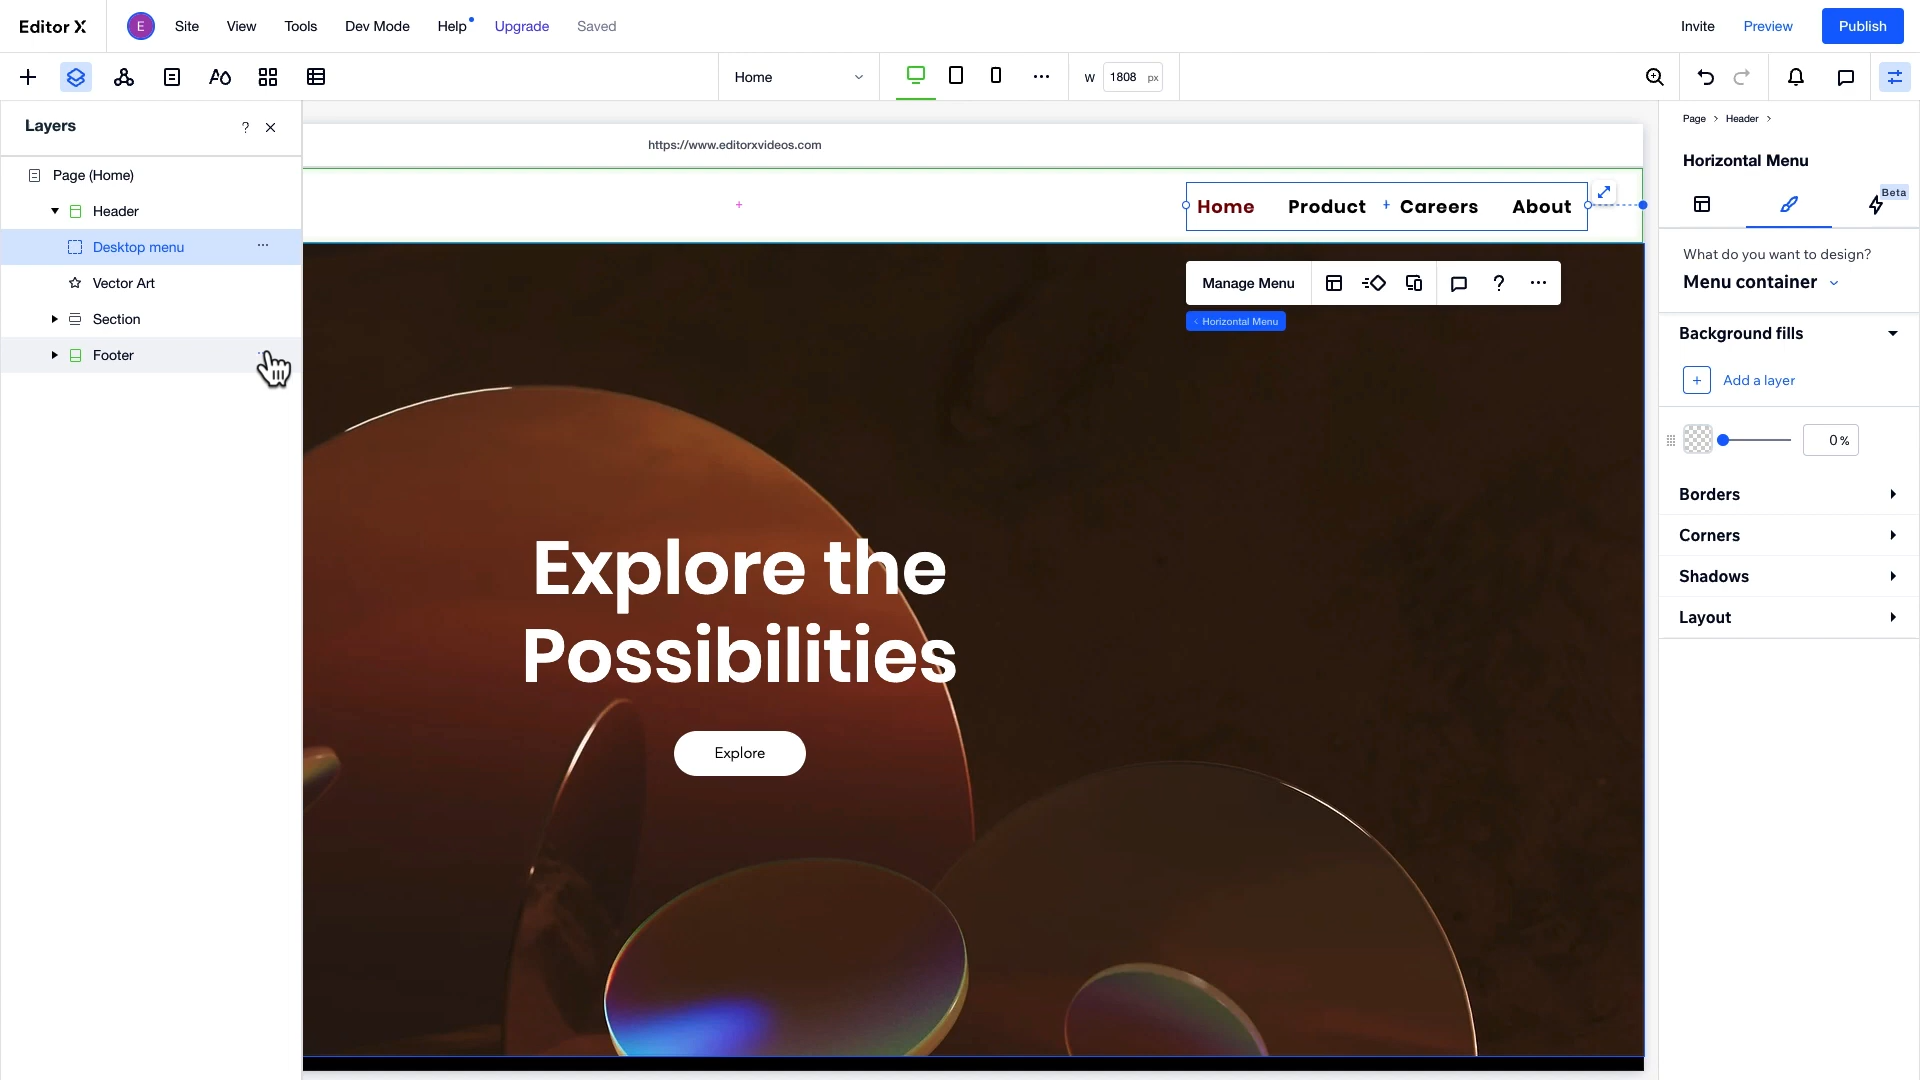 Editor X
E
Site
View
Tools
Dev Mode
Help
Upgrade
Saved
Invite
Preview
Publish
Home
W
1808
px
Layers
?
Page (Home)
Header
Desktop menu
Vector Art
Section
Footer
https://www.editorxvideos.com
Home
Product
Careers
About
Manage Menu
?
Horizontal Menu
Explore the
Possibilities
Explore
Page > Header >
Horizontal Menu
Beta
What do you want to design?
Menu container
Background fills
Add a layer
0 %
Borders
Corners
Shadows
Layout